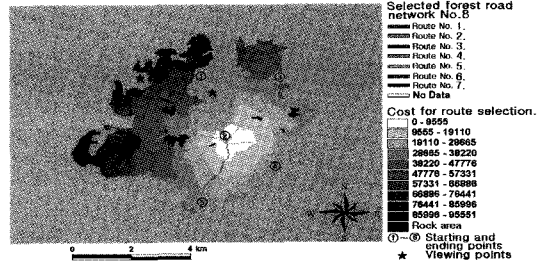 Selected forest road
network No.8
Route No. 1.
Route No. 2.
Route No. 3.
Route No. 4.
Route No. 5.
Route No. 6.
Route No. 7.
No Data
Cost for route selection.
0 - 9555
9555 - 19110
19110 - 28665
28665 - 38220
38220 - 47776
47776 - 57331
57331 - 66886
66886 - 76441
76441 - 85996
85996 - 95551
Rock area
①~⑧ Starting and
ending points
★ Viewing points
0 2 4 km